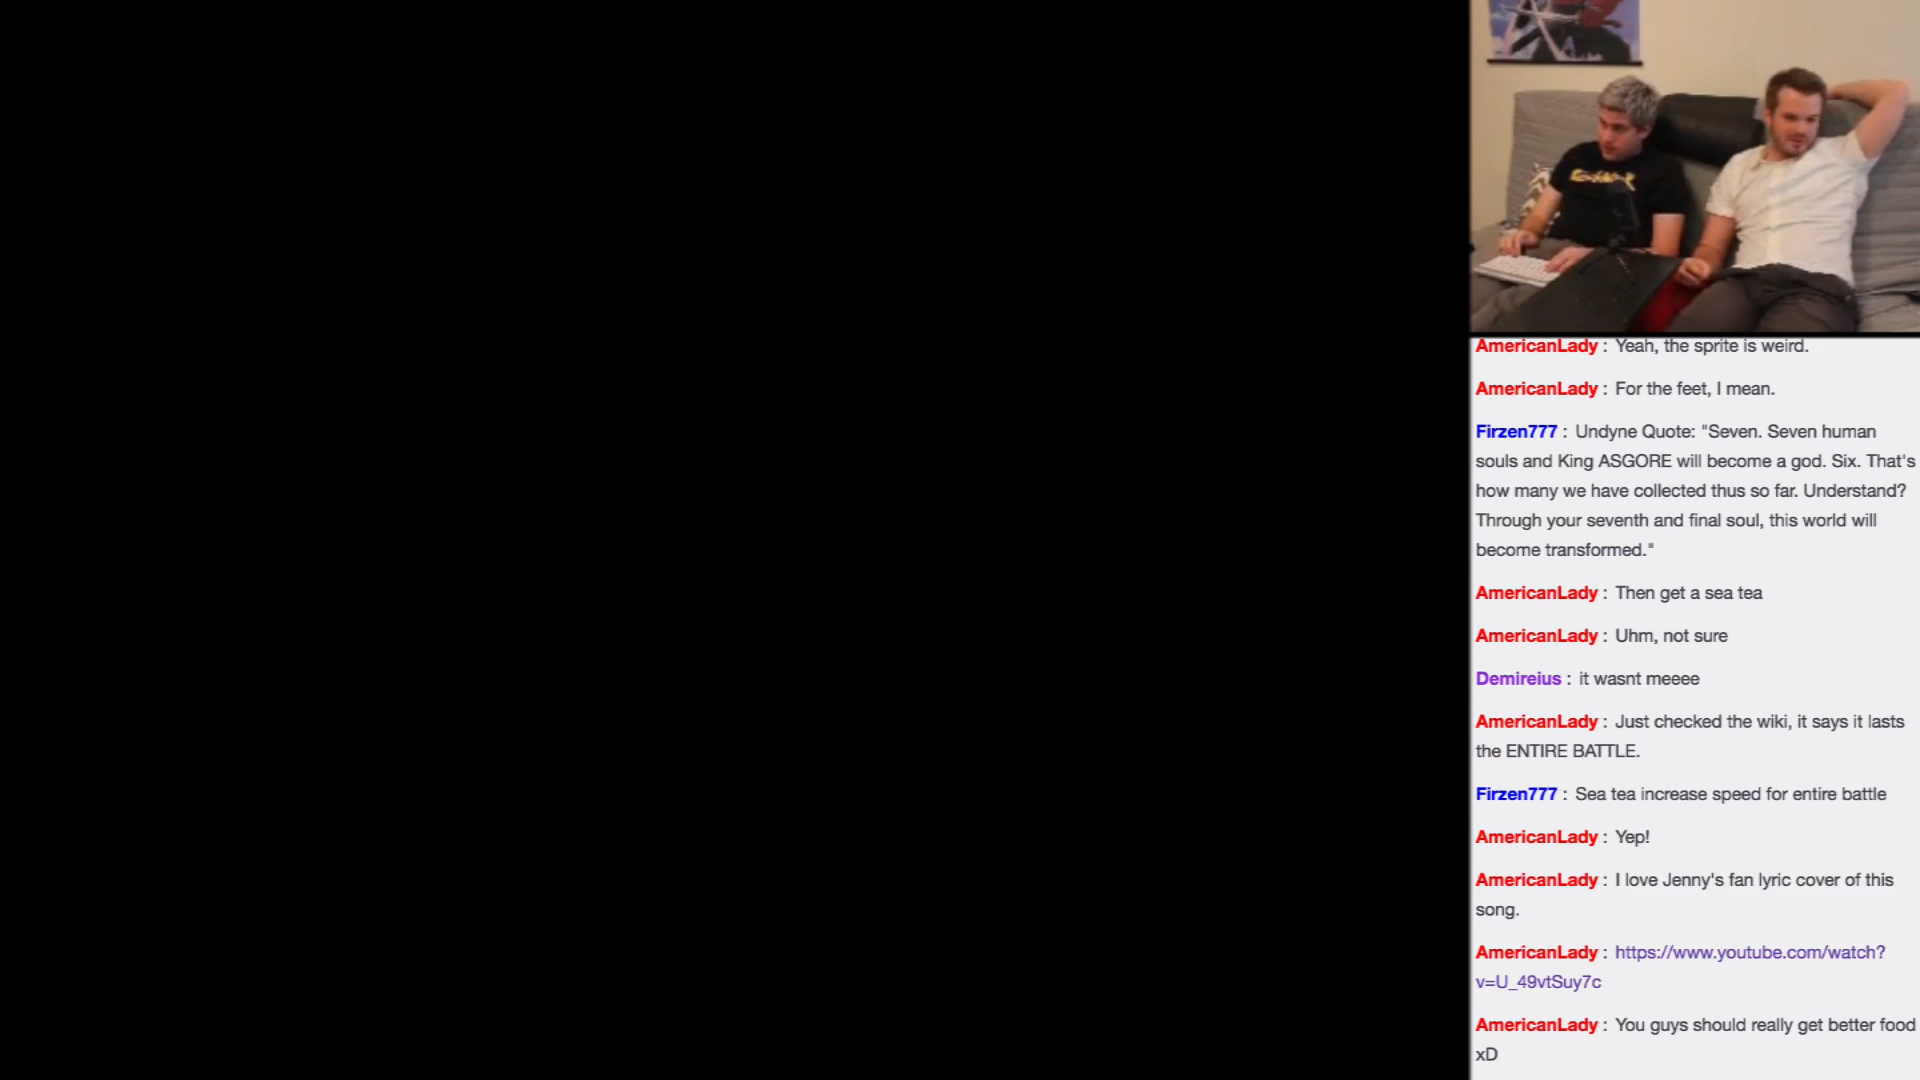 AmericanLady : Yeah, the sprite is weird.
AmericanLady : For the feet, I mean.
Firzen777 : Undyne Quote: "Seven. Seven human
souls and King ASGORE will become a god. Six. That's
how many we have collected thus so far. Understand?
Through your seventh and final soul, this world will
become transformed."
AmericanLady : Then get a sea tea
AmericanLady : Uhm, not sure
Demireius : it wasnt meeee
AmericanLady : Just checked the wiki, it says it lasts
the ENTIRE BATTLE.
Firzen777 : Sea tea increase speed for entire battle
AmericanLady : Yep!
AmericanLady : I love Jenny's fan lyric cover of this
song.
AmericanLady : https://www.youtube.com/watch?
v=U_49vtSuy7c
AmericanLady : You guys should really get better food
xD